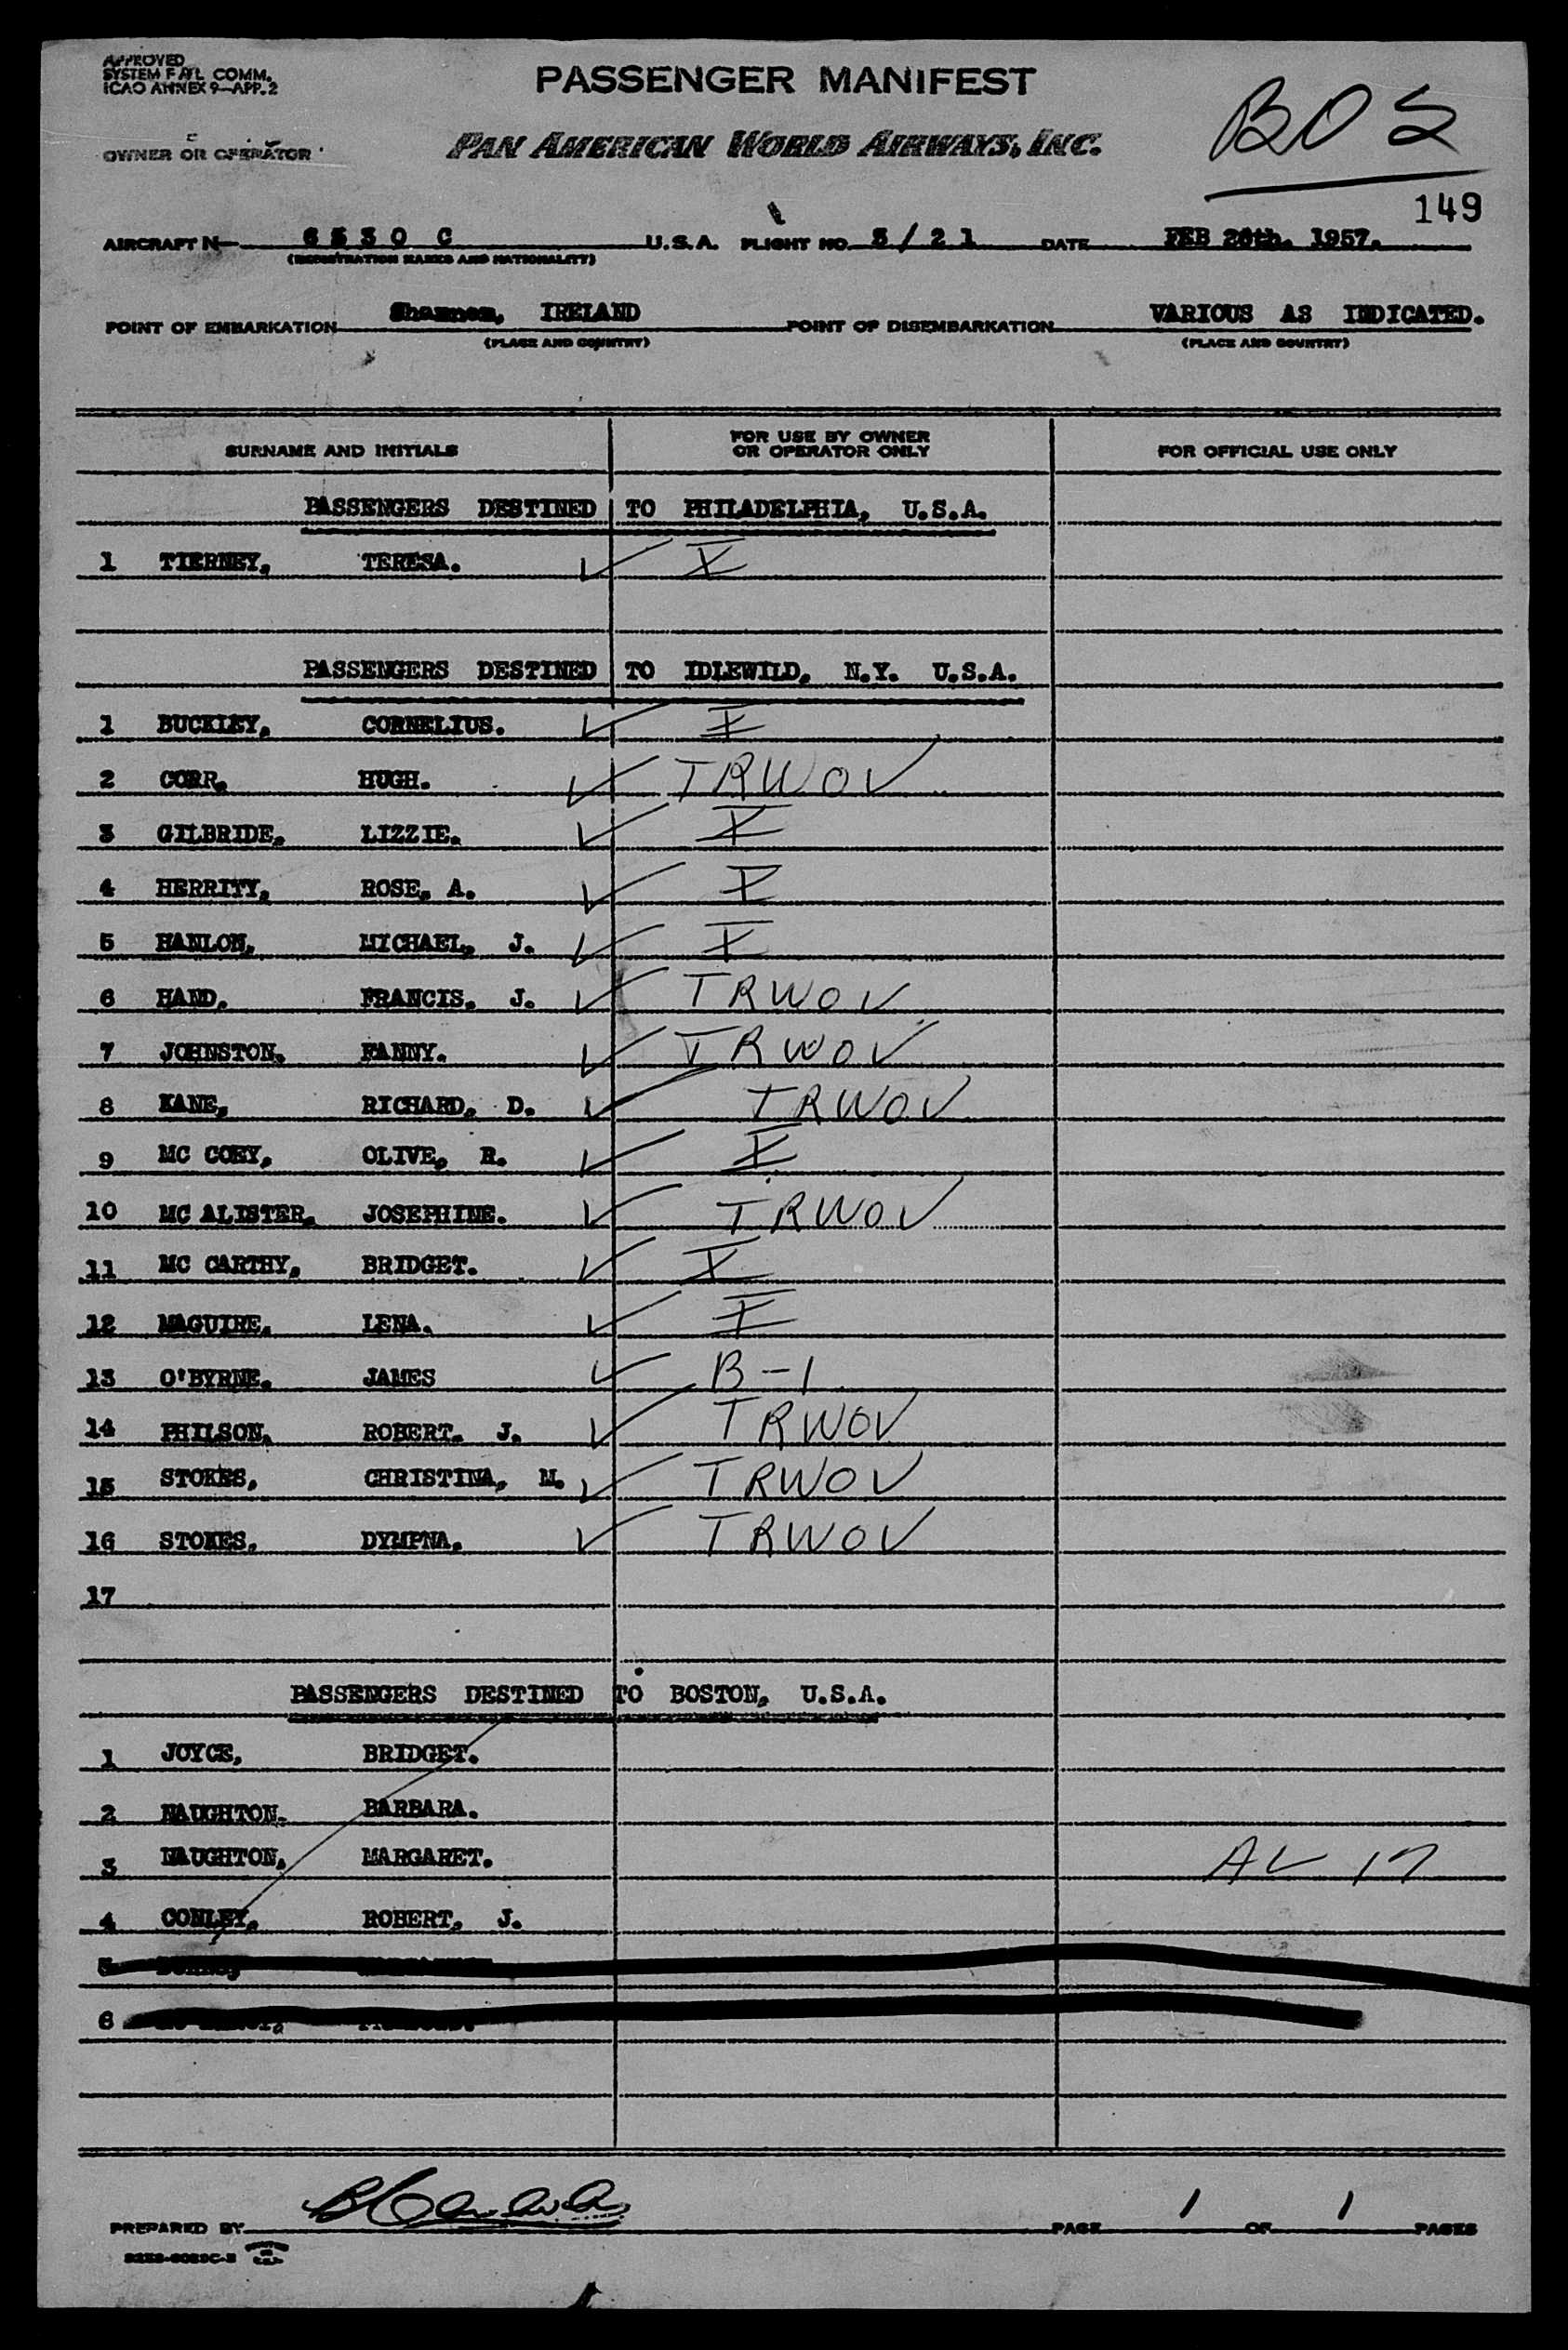 APPROVED
SYSTEM FAL COMM.
ICAO ANNEX 9—APP. 2
PASSENGER MANIFEST
BOS
OWNER OR OPERATOR
PAN AMERICAN WORLD AIRWAYS, INC.
149
AIRCRAFT N— 6530 C U.S.A. FLIGHT NO. 5/21 DATE FEB 26th. 1957.
(REGISTRATION MARKS AND NATIONALITY)
POINT OF EMBARKATION Shannon, IRELAND POINT OF DISEMBARKATION VARIOUS AS INDICATED.
(PLACE AND COUNTRY) (PLACE AND COUNTRY)
SURNAME AND INITIALS FOR USE BY OWNER OR OPERATOR ONLY FOR OFFICIAL USE ONLY
PASSENGERS DESTINED TO PHILADELPHIA, U.S.A.
1 TIERNEY, TERESA. ✓ I
PASSENGERS DESTINED TO IDLEWILD, N.Y. U.S.A.
1 BUCKLEY, CORNELIUS. ✓ I
2 CORR, HUGH. ✓ TRWOV
3 GILBRIDE, LIZZIE. ✓ I
4 HERRITY, ROSE, A. ✓ I
5 HANLON, MICHAEL, J. ✓ I
6 HAND, FRANCIS, J. ✓ TRWOV
7 JOHNSTON, FANNY. ✓ TRWOV
8 KANE, RICHARD, D. ✓ TRWOV
9 MC COEY, OLIVE, R. ✓ I
10 MC ALISTER, JOSEPHINE. ✓ TRWOV
11 MC CARTHY, BRIDGET. ✓ I
12 MAGUIRE, LENA. ✓ I
13 O'BYRNE, JAMES ✓ B-1
14 PHILSON, ROBERT. J. ✓ TRWOV
15 STOKES, CHRISTINA, M. ✓ TRWOV
16 STOKES, DYMPNA. ✓ TRWOV
17
PASSENGERS DESTINED TO BOSTON, U.S.A.
1 JOYCE, BRIDGET.
2 NAUGHTON, BARBARA.
3 NAUGHTON, MARGARET. AL 17
4 CONLEY, ROBERT, J.
5
6
PREPARED BY PAGE 1 OF 1 PAGES